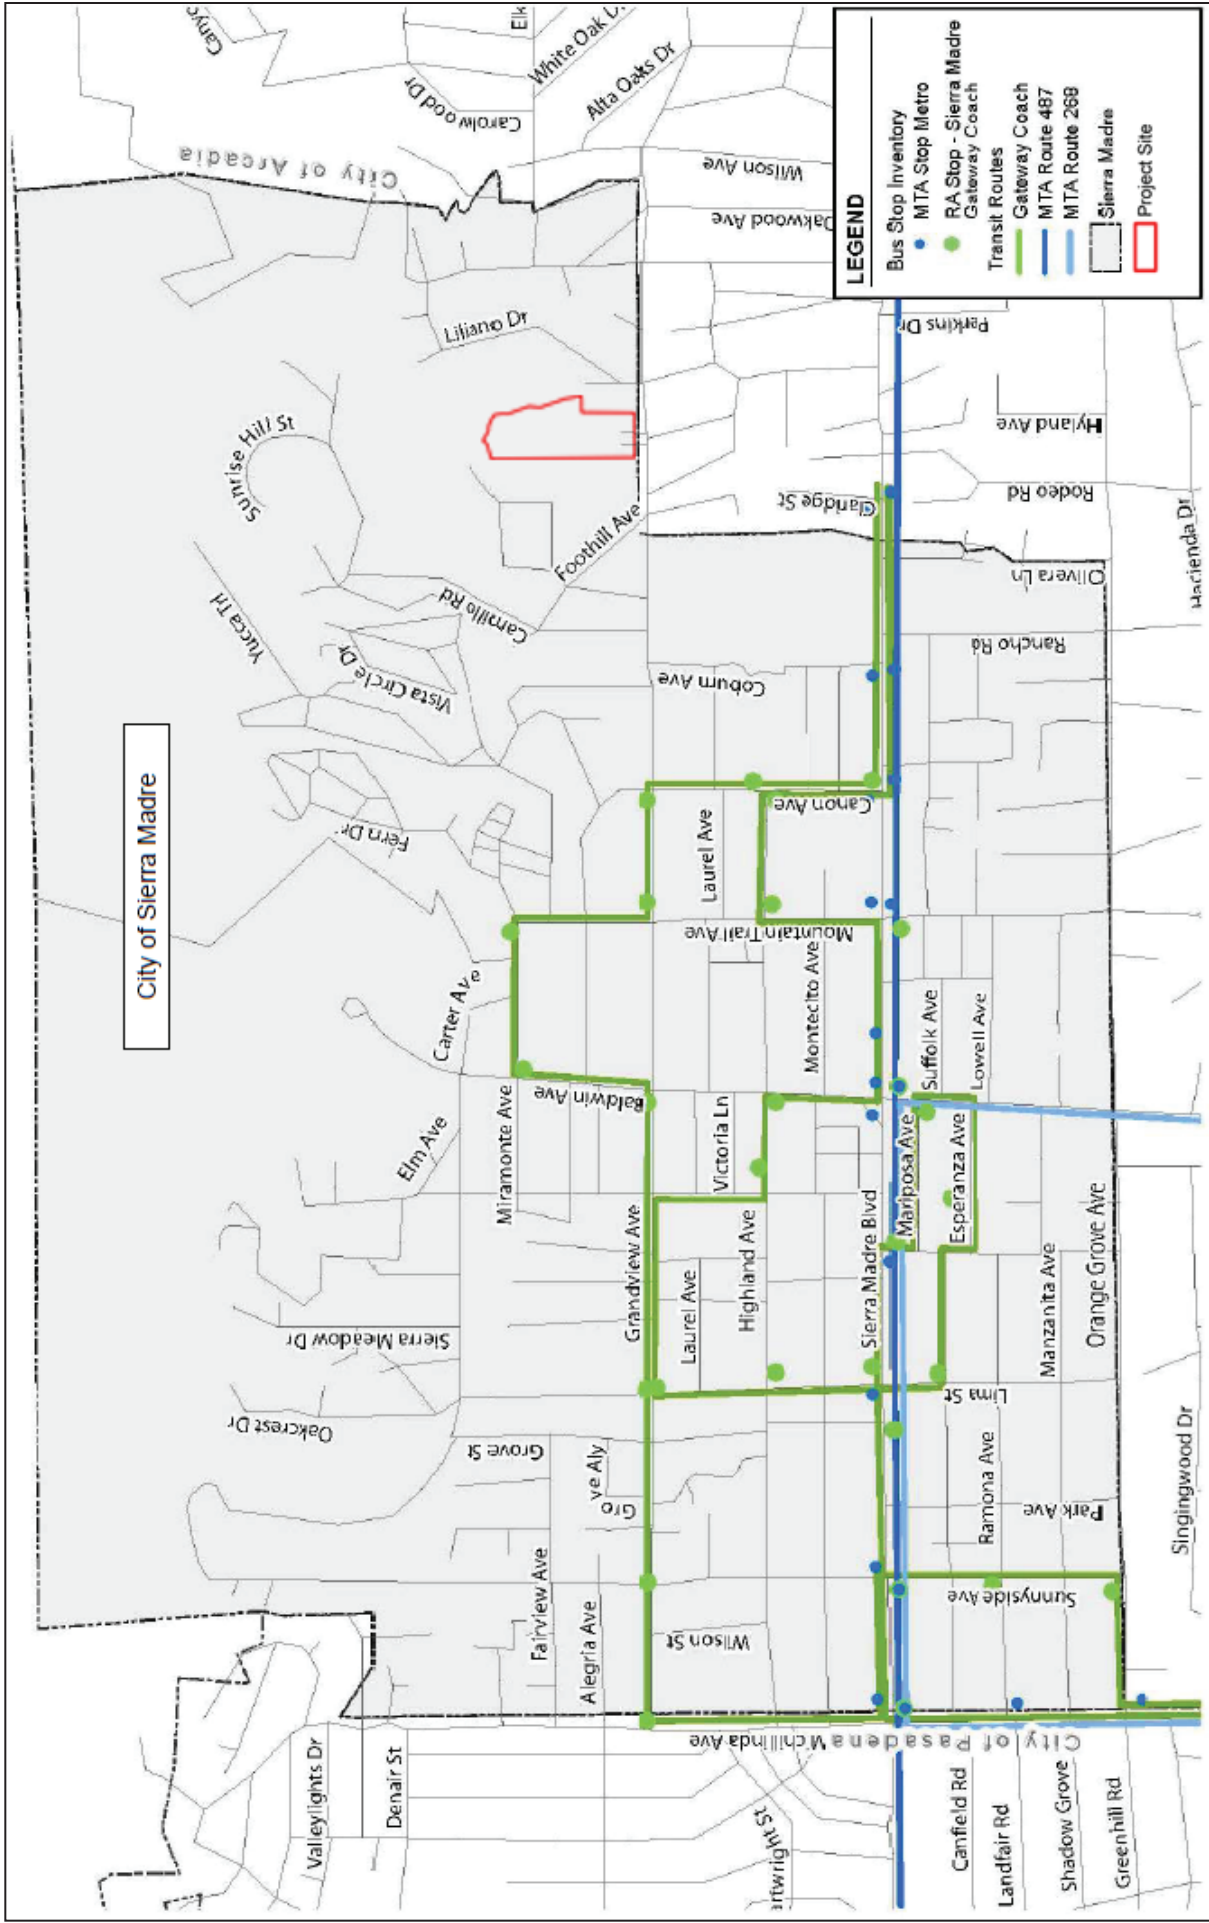 Canyo
Elk
White Oak Dr
Alta Oaks Dr
Carolwood Dr
City of Arcadia
Wilson Ave
Oakwood Ave
Liliano Dr
Perkins Dr
Hyland Ave
Rodeo Rd
Hacienda Dr
Sunrise Hill St
Foothill Ave
Claridge St
Olivera Ln
Rancho Rd
Camillo Rd
Yucca Trl
Vista Circle Dr
Coburn Ave
City of Sierra Madre
Fern Dr
Canon Ave
Laurel Ave
Mountain Trail Ave
Montecito Ave
Carter Ave
Suffolk Ave
Lowell Ave
Baldwin Ave
Miramonte Ave
Elm Ave
Victoria Ln
Mariposa Ave
Esperanza Ave
Grandview Ave
Highland Ave
Sierra Madre Blvd
Laurel Ave
Manzanita Ave
Orange Grove Ave
Sierra Meadow Dr
Oakcrest Dr
Lima St
Grove St
Gro
ve Aly
Ramona Ave
Park Ave
Singingwood Dr
Fairview Ave
Alegria Ave
Wilson St
Sunnyside Ave
Michillinda Ave
City of Pasadena
Valleylights Dr
Denair St
artwright St
Canfield Rd
Landfair Rd
Shadow Grove
Greenhill Rd
LEGEND
Bus Stop Inventory
MTA Stop Metro
RA Stop - Sierra Madre
Gateway Coach
Transit Routes
Gateway Coach
MTA Route 487
MTA Route 268
Sierra Madre
Project Site